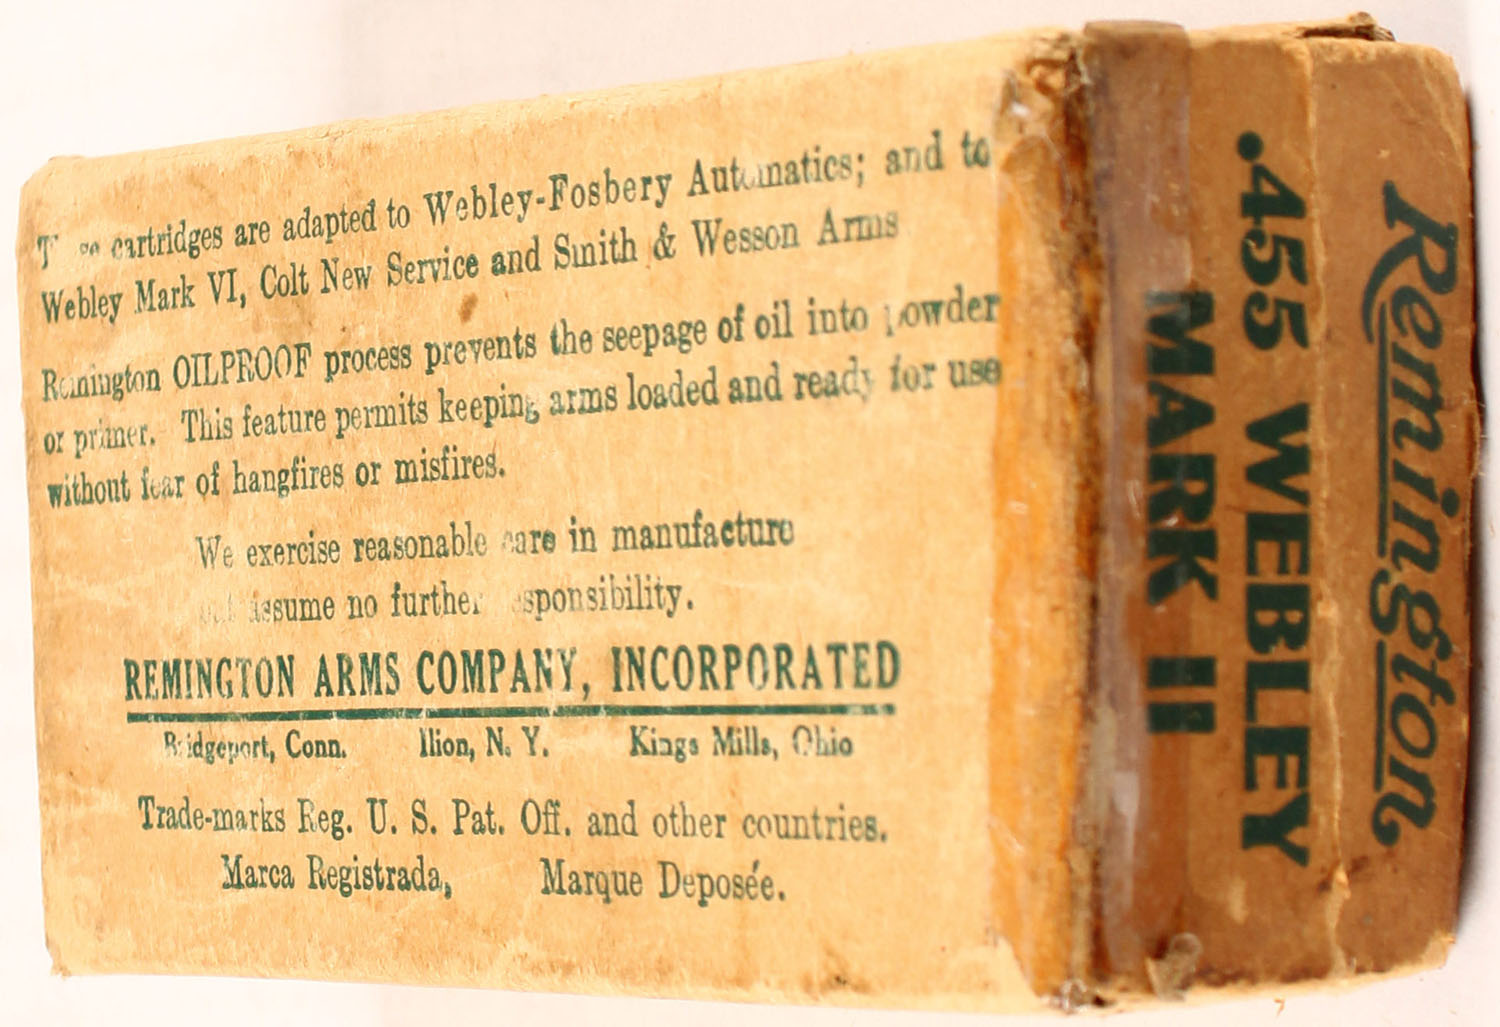 These cartridges are adapted to Webley-Fosbery Automatics; and to
Webley Mark VI, Colt New Service and Smith & Wesson Arms
Remington OILPROOF process prevents the seepage of oil into powder
or primer. This feature permits keeping arms loaded and ready for use
without fear of hangfires or misfires.
We exercise reasonable care in manufacture
but assume no further responsibility.
REMINGTON ARMS COMPANY, INCORPORATED
Bridgeport, Conn. Ilion, N. Y. Kings Mills, Ohio
Trade-marks Reg. U. S. Pat. Off. and other countries.
Marca Registrada, Marque Deposée.
Remington
.455 WEBLEY
MARK II